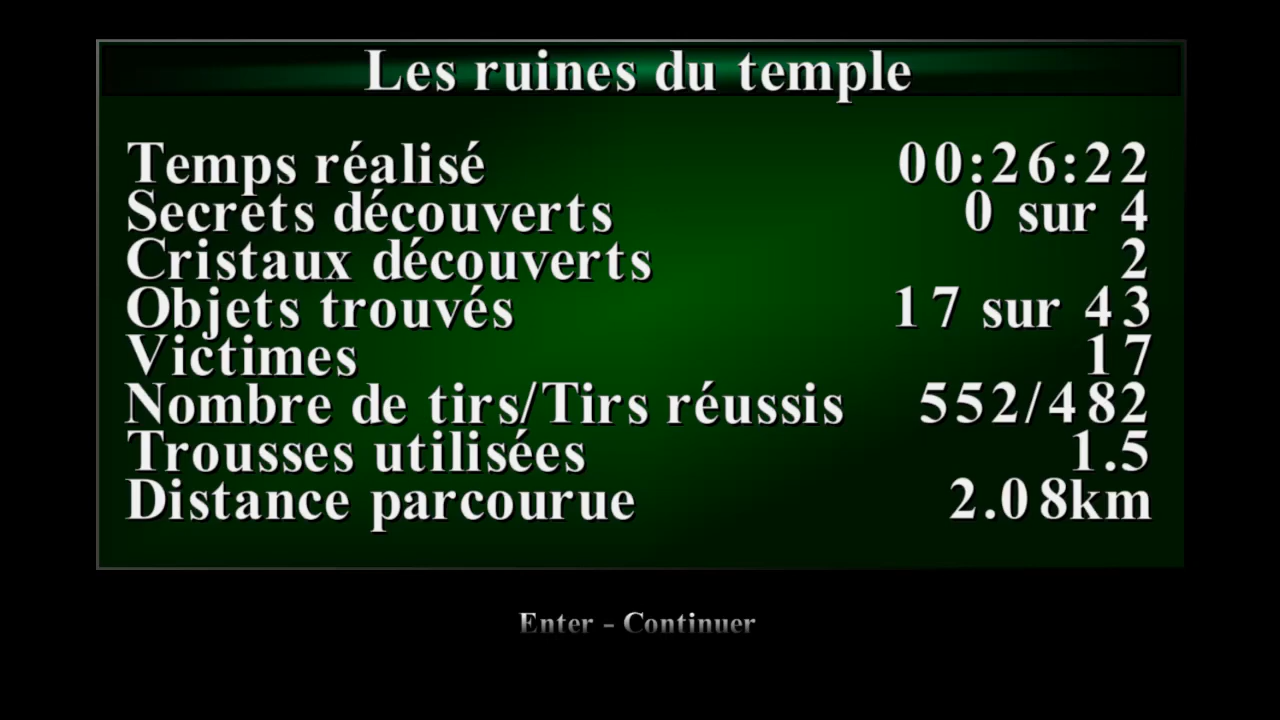 Les ruines du temple
Temps réalisé 00:26:22
Secrets découverts 0 sur 4
Cristaux découverts 2
Objets trouvés 17 sur 43
Victimes 17
Nombre de tirs/Tirs réussis 552/482
Trousses utilisées 1.5
Distance parcourue 2.08km
Enter - Continuer